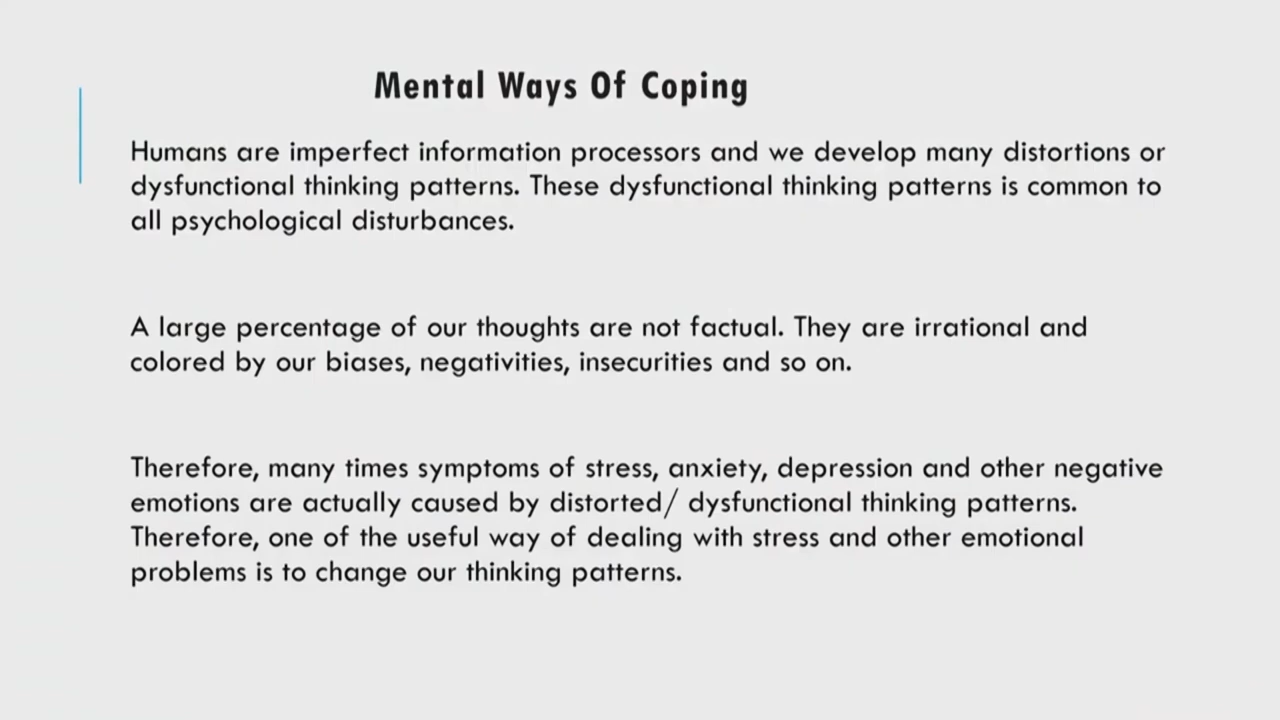 Mental Ways Of Coping
Humans are imperfect information processors and we develop many distortions or
dysfunctional thinking patterns. These dysfunctional thinking patterns is common to
all psychological disturbances.
A large percentage of our thoughts are not factual. They are irrational and
colored by our biases, negativities, insecurities and so on.
Therefore, many times symptoms of stress, anxiety, depression and other negative
emotions are actually caused by distorted/ dysfunctional thinking patterns.
Therefore, one of the useful way of dealing with stress and other emotional
problems is to change our thinking patterns.